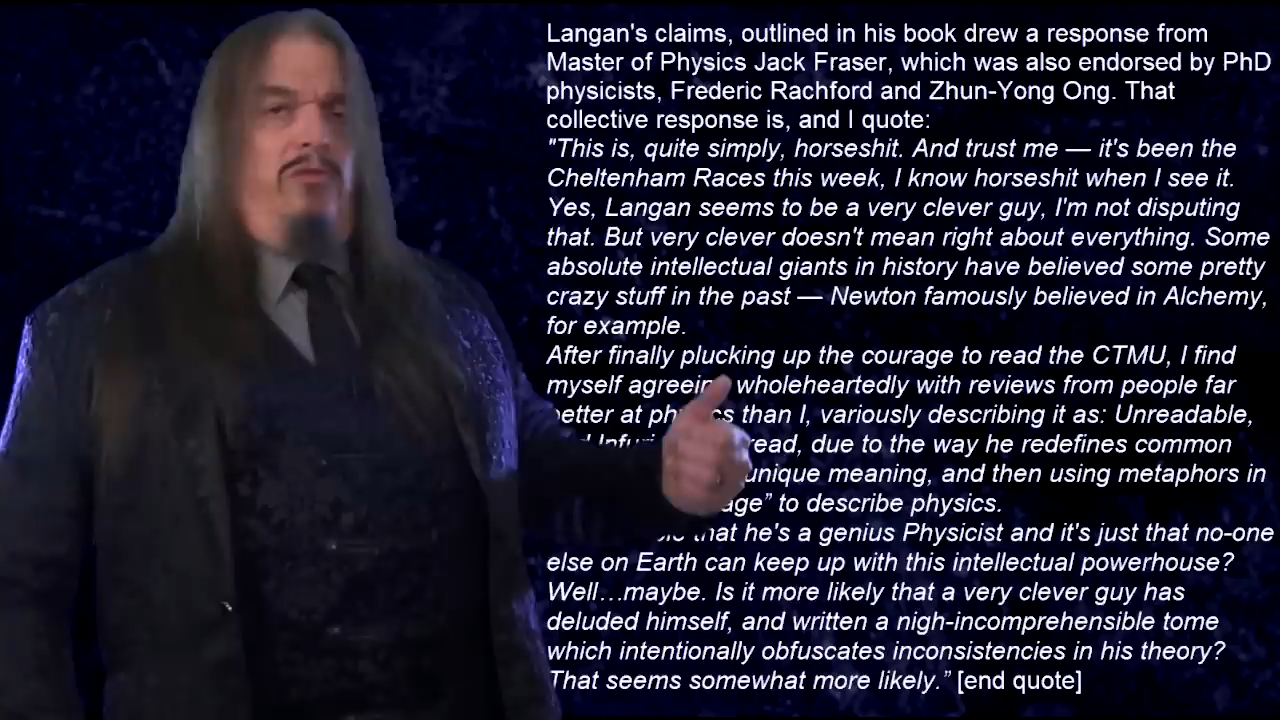 Langan's claims, outlined in his book drew a response from
Master of Physics Jack Fraser, which was also endorsed by PhD
physicists, Frederic Rachford and Zhun-Yong Ong. That
collective response is, and I quote:
"This is, quite simply, horseshit. And trust me — it's been the
Cheltenham Races this week, I know horseshit when I see it.
Yes, Langan seems to be a very clever guy, I'm not disputing
that. But very clever doesn't mean right about everything. Some
absolute intellectual giants in history have believed some pretty
crazy stuff in the past — Newton famously believed in Alchemy,
for example.
After finally plucking up the courage to read the CTMU, I find
myself agreeing wholeheartedly with reviews from people far
better at physics than I, variously describing it as: Unreadable,
read, due to the way he redefines common
unique meaning, and then using metaphors in
to describe physics.
that he's a genius Physicist and it's just that no-one
else on Earth can keep up with this intellectual powerhouse?
Well…maybe. Is it more likely that a very clever guy has
deluded himself, and written a nigh-incomprehensible tome
which intentionally obfuscates inconsistencies in his theory?
That seems somewhat more likely.” [end quote]